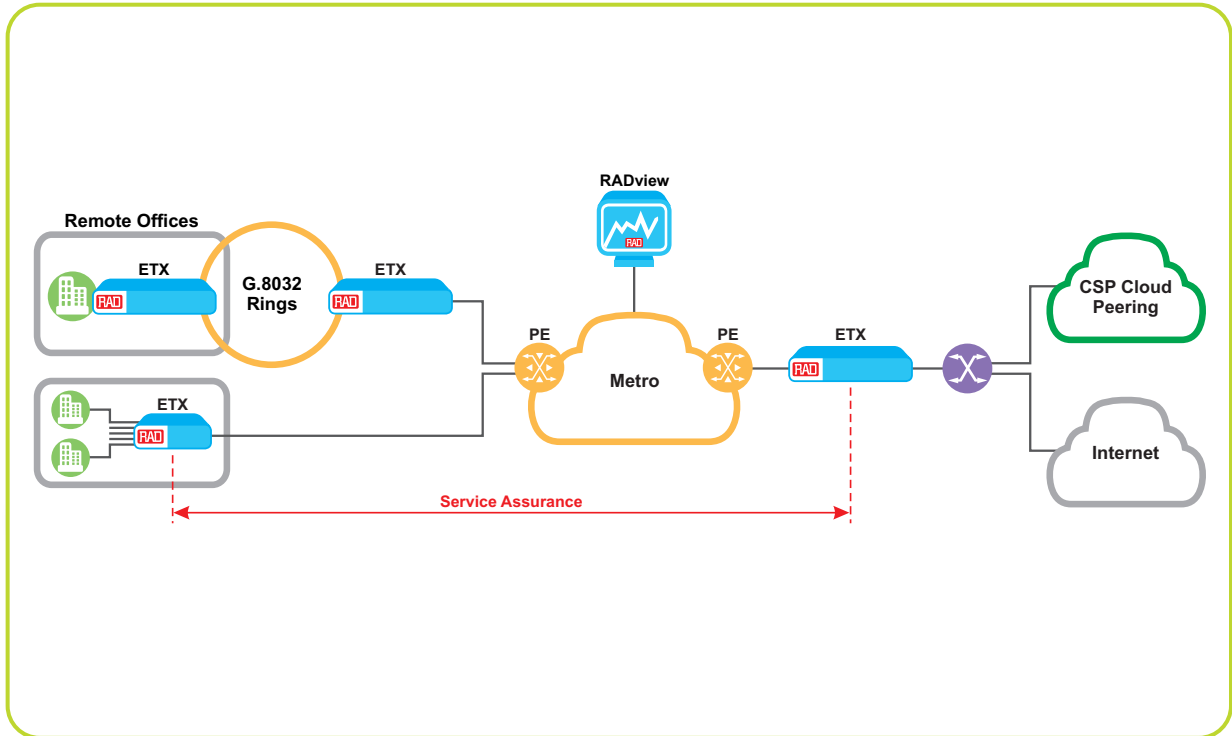 RADview
RAD
Remote Offices
ETX
RAD
G.8032
Rings
ETX
RAD
PE
Metro
PE
ETX
RAD
CSP Cloud
Peering
ETX
RAD
Internet
Service Assurance